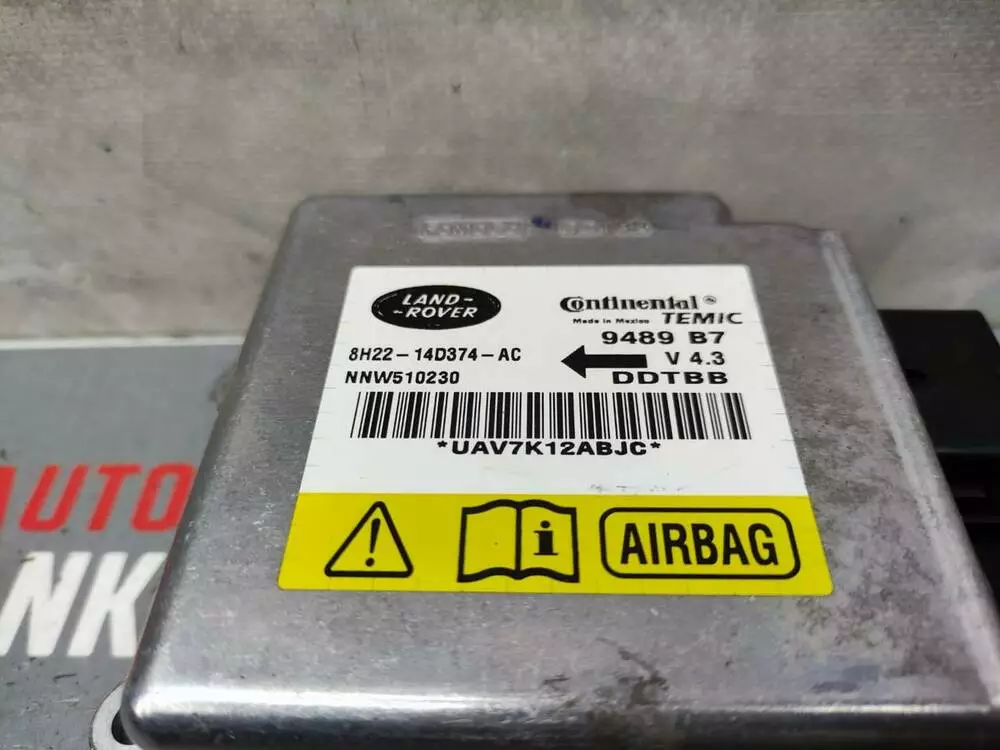 LAND-
-ROVER
Continental
Made in Mexico TEMIC
8H22-14D374-AC
NNW510230
9489 B7
V 4.3
DDTBB
*UAV7K12ABJC*
i
AIRBAG
AUTO
NK